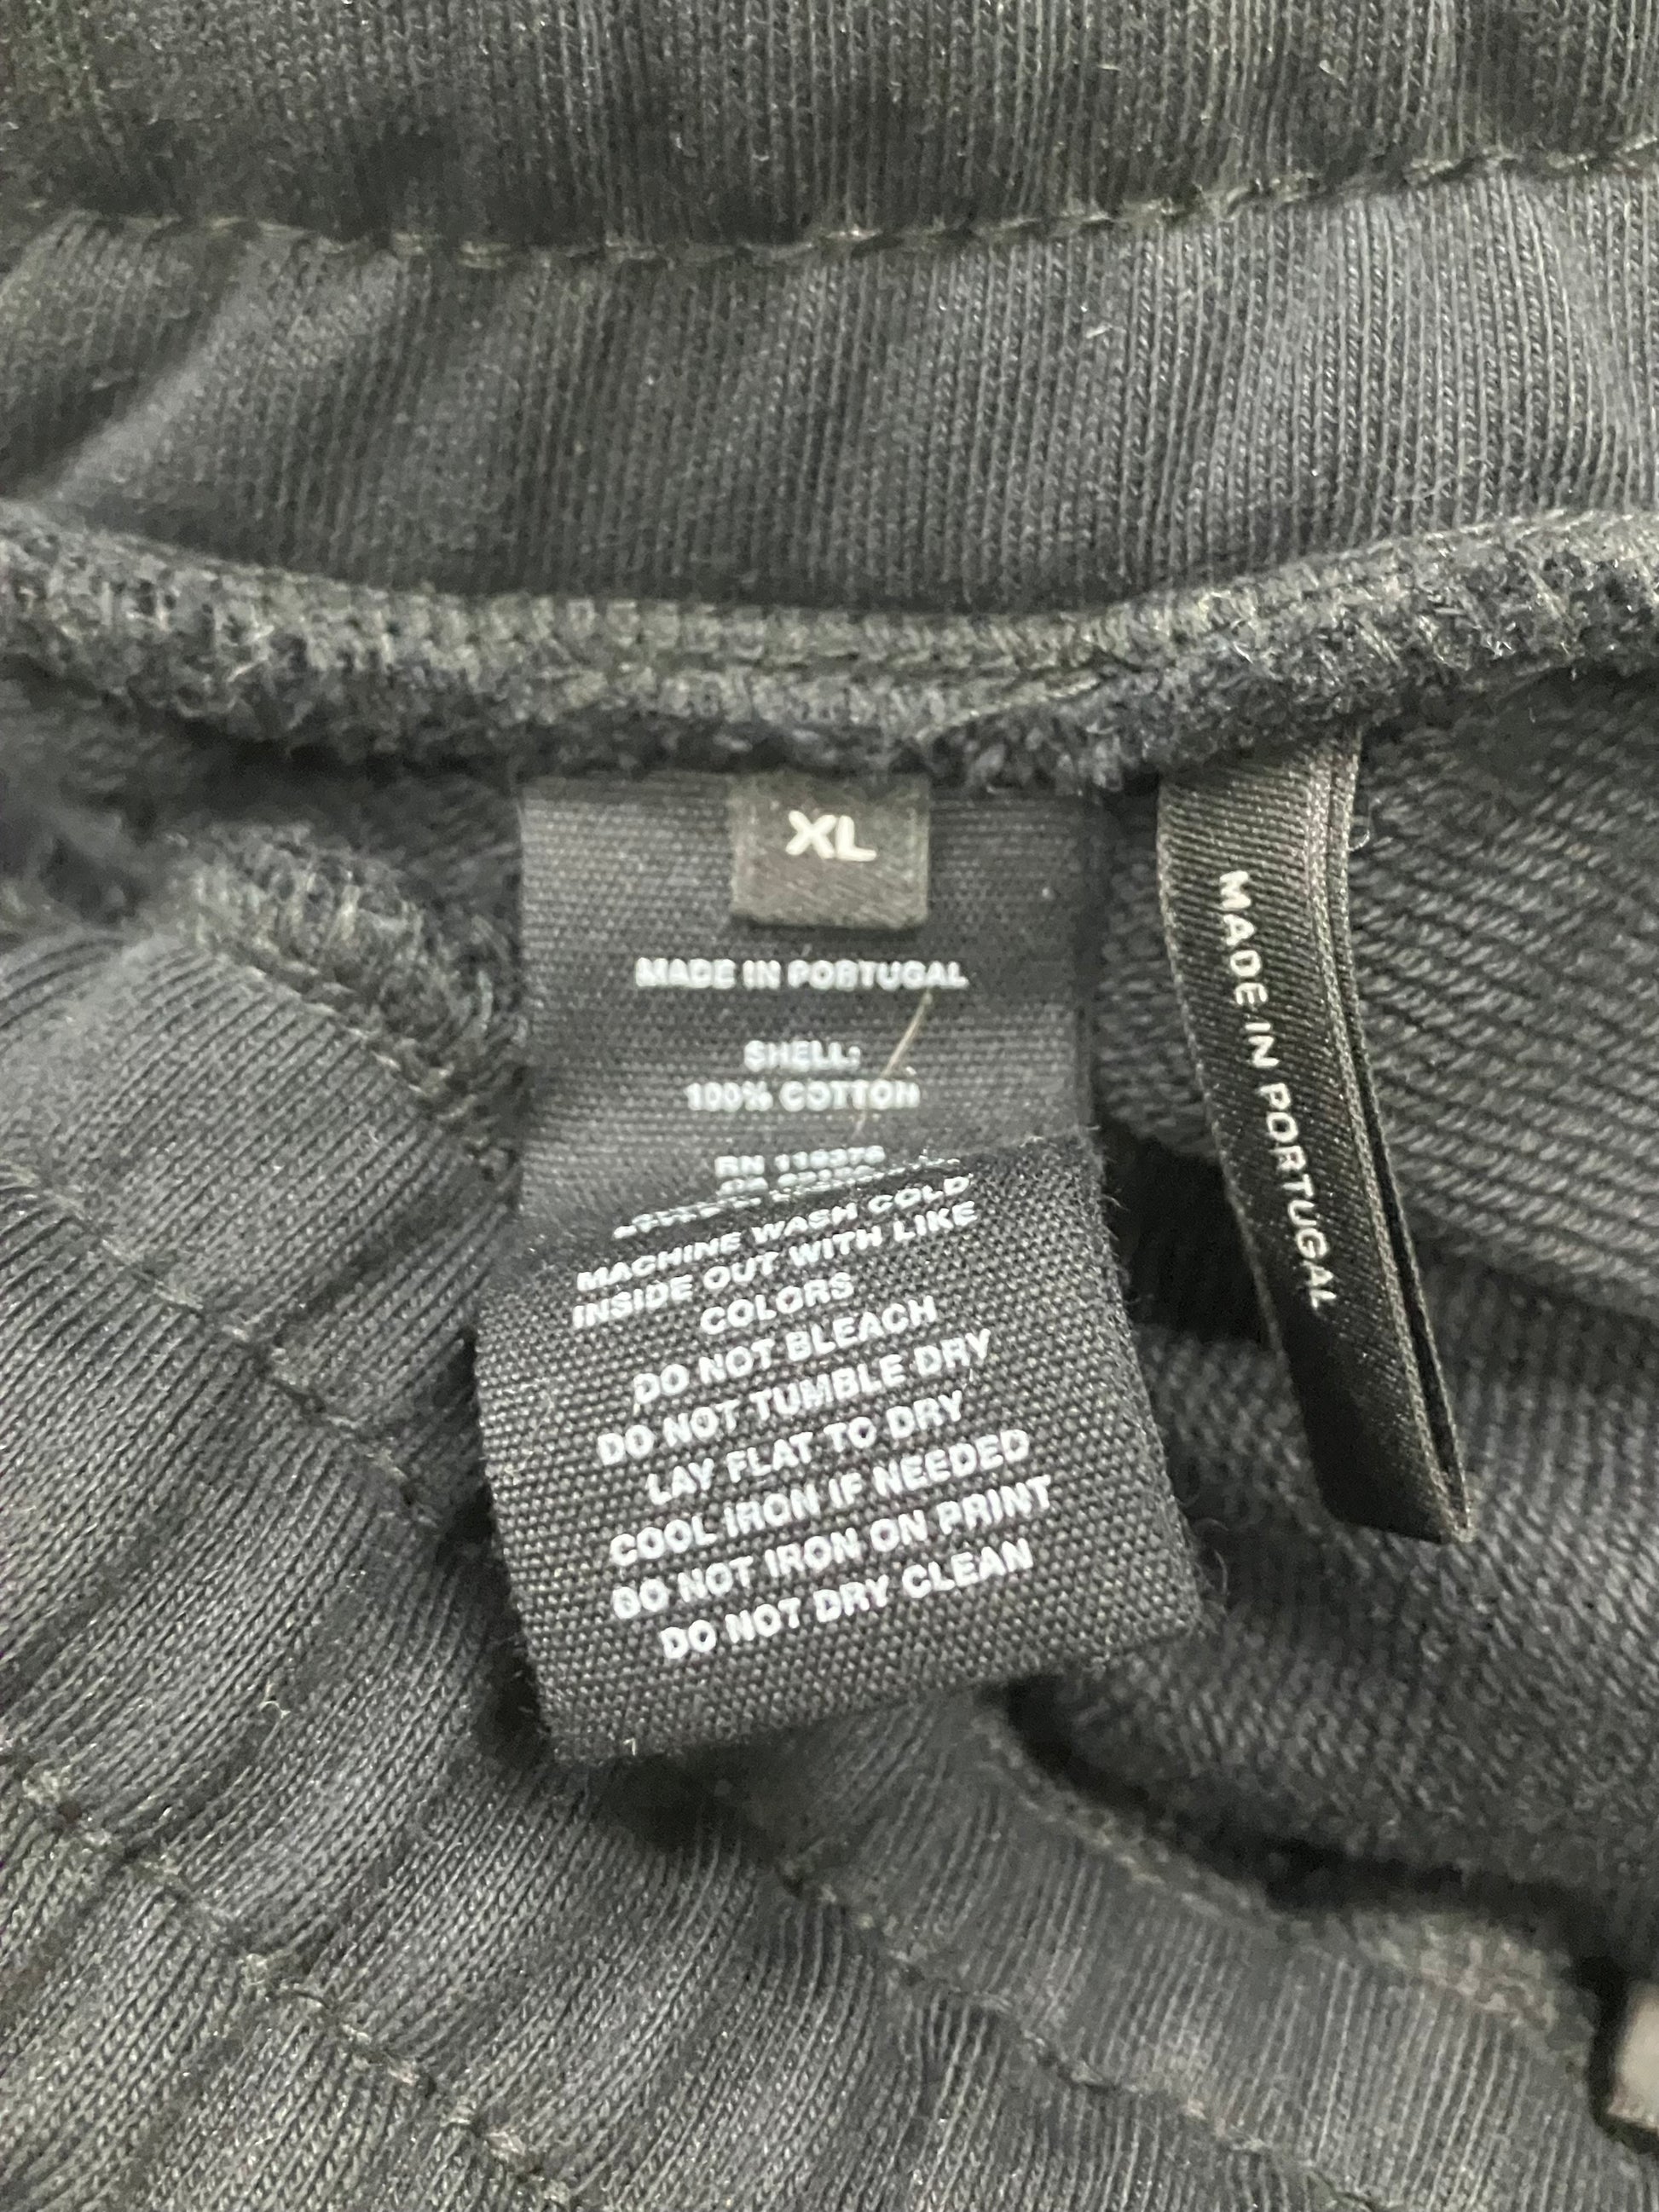 XL
MADE IN PORTUGAL
SHELL:
100% COTTON
RN
MACHINE WASH COLD
INSIDE OUT WITH LIKE
COLORS
DO NOT BLEACH
DO NOT TUMBLE DRY
LAY FLAT TO DRY
COOL IRON IF NEEDED
DO NOT IRON ON PRINT
DO NOT DRY CLEAN
MADE IN PORTUGAL